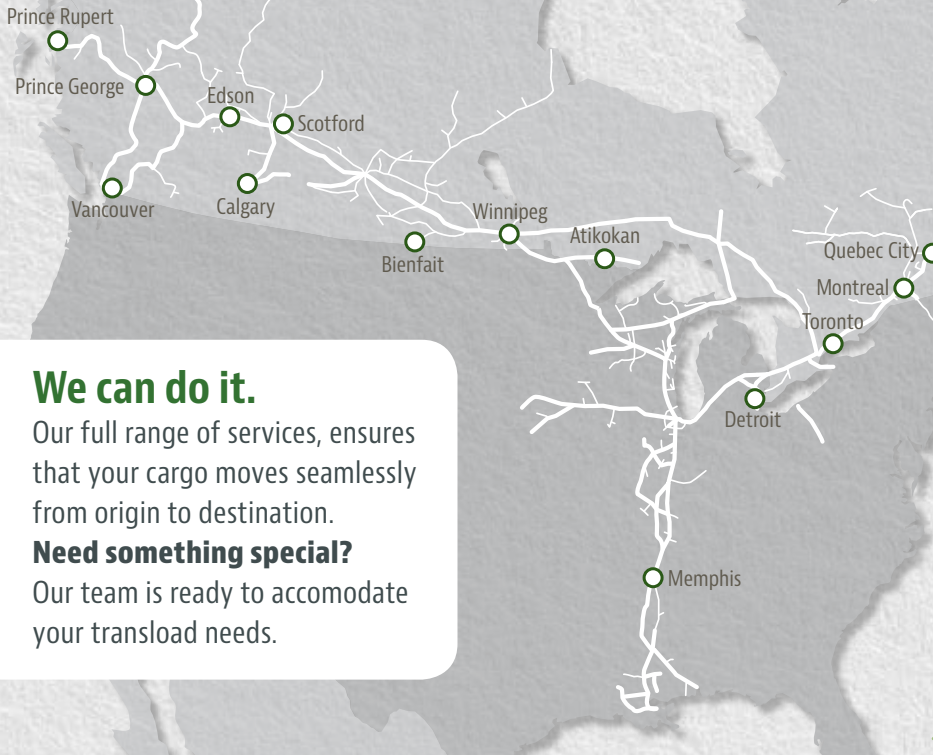 Prince Rupert
Prince George
Edson
Scotford
Vancouver
Calgary
Winnipeg
Atikokan
Bienfait
Quebec City
Montreal
Toronto
Detroit
Memphis
We can do it.
Our full range of services, ensures
that your cargo moves seamlessly
from origin to destination.
Need something special?
Our team is ready to accomodate
your transload needs.